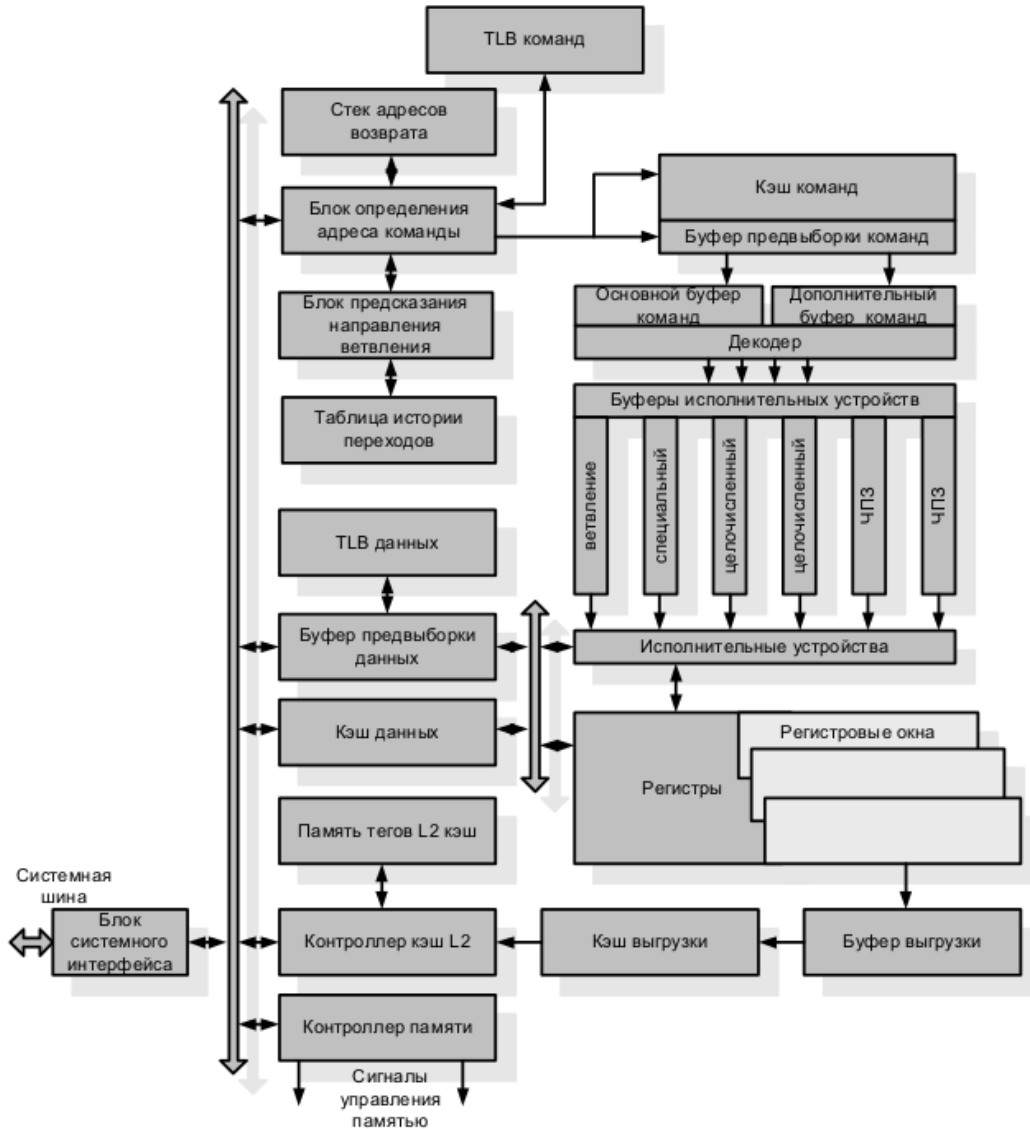 TLB команд
Стек адресов
возврата
Блок определения
адреса команды
Кэш команд
Буфер предвыборки команд
Блок предсказания
направления
ветвления
Основной буфер
команд
Дополнительный
буфер команд
Декодер
Буферы исполнительных устройств
Таблица истории
переходов
ветвление
специальный
целочисленный
целочисленный
ЧПЗ
ЧПЗ
TLB данных
Буфер предвыборки
данных
Исполнительные устройства
Кэш данных
Регистровые окна
Регистры
Память тегов L2 кэш
Системная
шина
Блок
системного
интерфейса
Контроллер кэш L2
Кэш выгрузки
Буфер выгрузки
Контроллер памяти
Сигналы
управления
памятью